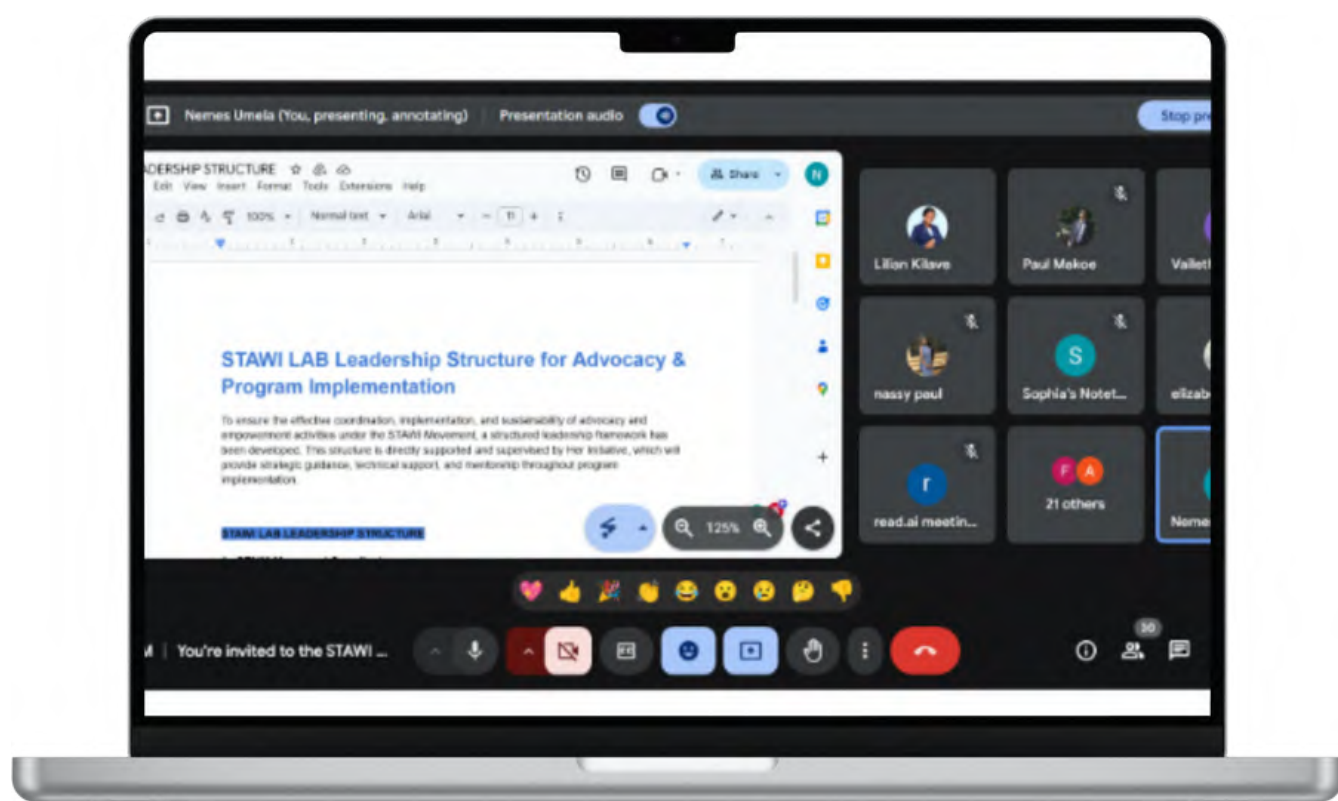 Nemes Umela (You, presenting, annotating)
Presentation audio
Stop pre
ADERSHIP STRUCTURE
Edit View Insert Format Tools Extensions Help
Share
N
100%
Normal text
Arial
11
STAWI LAB Leadership Structure for Advocacy &
Program Implementation
To ensure the effective coordination, implementation, and sustainability of advocacy and
empowerment activities under the STAWI Movement, a structured leadership framework has
been developed. This structure is directly supported and supervised by Her Initiative, which will
provide strategic guidance, technical support, and mentorship throughout program
implementation.
STAWI LAB LEADERSHIP STRUCTURE
125%
Lilian Kilave
Paul Makoe
Vailet
nassy paul
S
Sophia's Notet...
elizab
r
read.ai meetin...
F A
21 others
Neme
M | You're invited to the STAWI ...
30